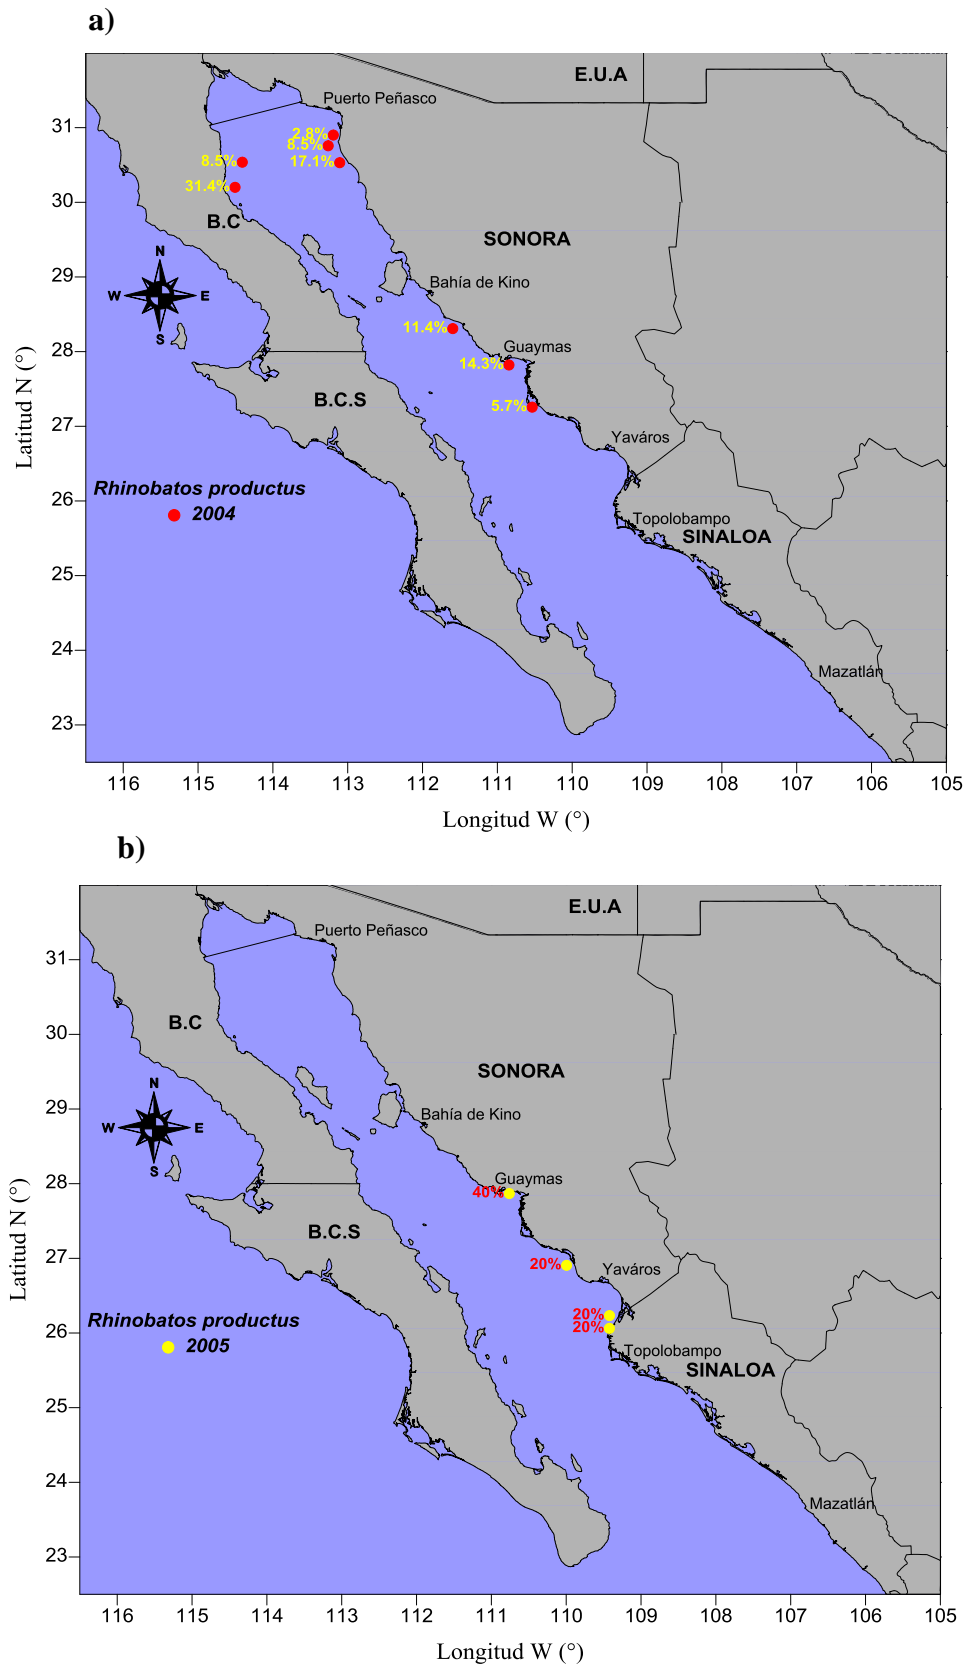 a)
E.U.A
Puerto Peñasco
31
2.8%
8.5%
8.5%
17.1%
31.4%
30
B.C
SONORA
N
29
Bahía de Kino
W
E
S
11.4%
Guaymas
28
14.3%
B.C.S
5.7%
27
Yaváros
Rhinobatos productus
26
2004
Topolobampo
SINALOA
25
24
Mazatlán
23
Latitud N (°)
116 115 114 113 112 111 110 109 108 107 106 105
Longitud W (°)
b)
E.U.A
Puerto Peñasco
31
B.C
30
SONORA
N
29
Bahía de Kino
W
E
S
Guaymas
28
40%
B.C.S
27
20%
Yaváros
20%
Rhinobatos productus
20%
26
2005
Topolobampo
SINALOA
25
24
Mazatlán
23
Latitud N (°)
116 115 114 113 112 111 110 109 108 107 106 105
Longitud W (°)